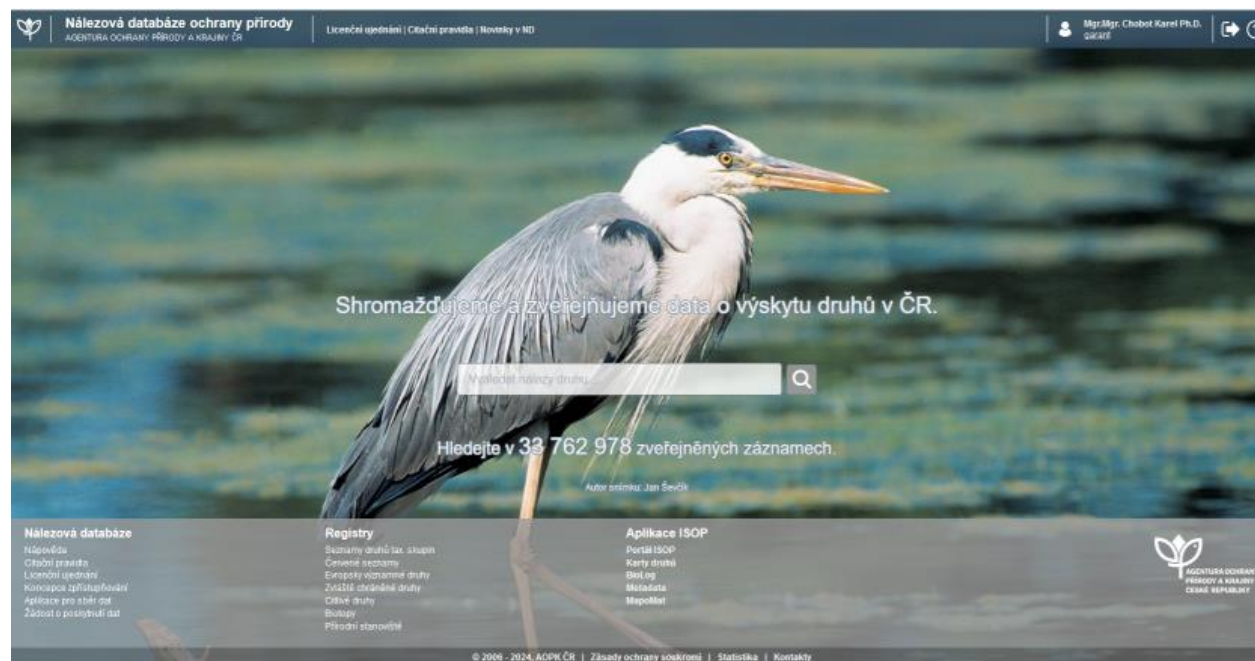 Nálezová databáze ochrany přírody
AGENTURA OCHRANY PŘÍRODY A KRAJINY ČR
Licenční ujednání | Citační pravidla | Novinky v ND
Mgr.Mgr. Chobot Karel Ph.D.
garant
Shromažďujeme a zveřejňujeme data o výskytu druhů v ČR.
Vyhledat nálezy druhu
Hledejte v 33 762 978 zveřejněných záznamech.
Autor snímku: Jan Ševčík
Nálezová databáze
Nápověda
Citační pravidla
Licenční ujednání
Koncepce zpřístupňování
Aplikace pro sběr dat
Žádost o poskytnutí dat
Registry
Seznamy druhů tax. skupin
Červené seznamy
Evropsky významné druhy
Zvláště chráněné druhy
Citlivé druhy
Biotopy
Přírodní stanoviště
Aplikace ISOP
Portál ISOP
Karty druhů
BioLog
Metadata
MapoMat
AGENTURA OCHRAN
PŘÍRODY A KRAJINY
ČESKÉ REPUBLIKY
© 2006 - 2024, AOPK ČR | Zásady ochrany soukromí | Statistika | Kontakty